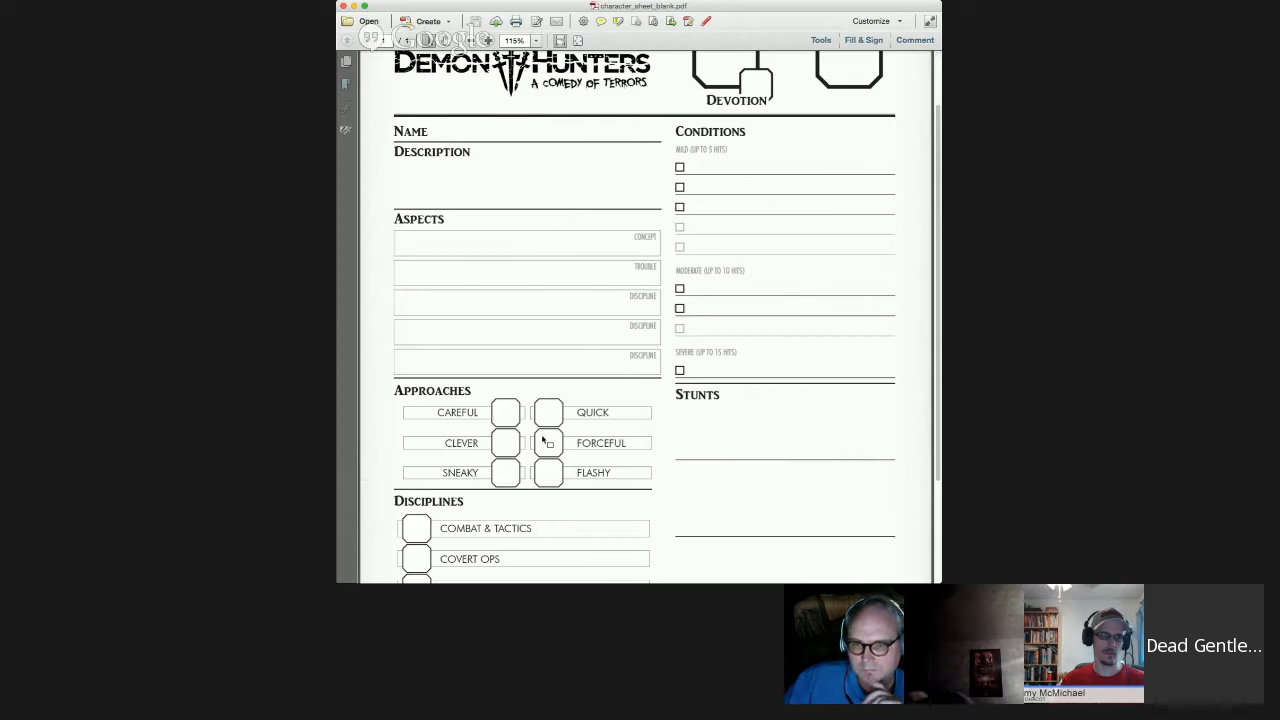 character_sheet_blank.pdf
Open
Create
Customize
Google
1
/ 1
115%
Tools
Fill & Sign
Comment
DEMON HUNTERS
A COMEDY OF TERRORS
DEVOTION
NAME
DESCRIPTION
ASPECTS
CONCEPT
TROUBLE
DISCIPLINE
DISCIPLINE
DISCIPLINE
APPROACHES
CAREFUL
QUICK
CLEVER
FORCEFUL
SNEAKY
FLASHY
DISCIPLINES
COMBAT & TACTICS
COVERT OPS
CONDITIONS
MILD (UP TO 5 HITS)
MODERATE (UP TO 10 HITS)
SEVERE (UP TO 15 HITS)
STUNTS
my McMichael
Dead Gentle...